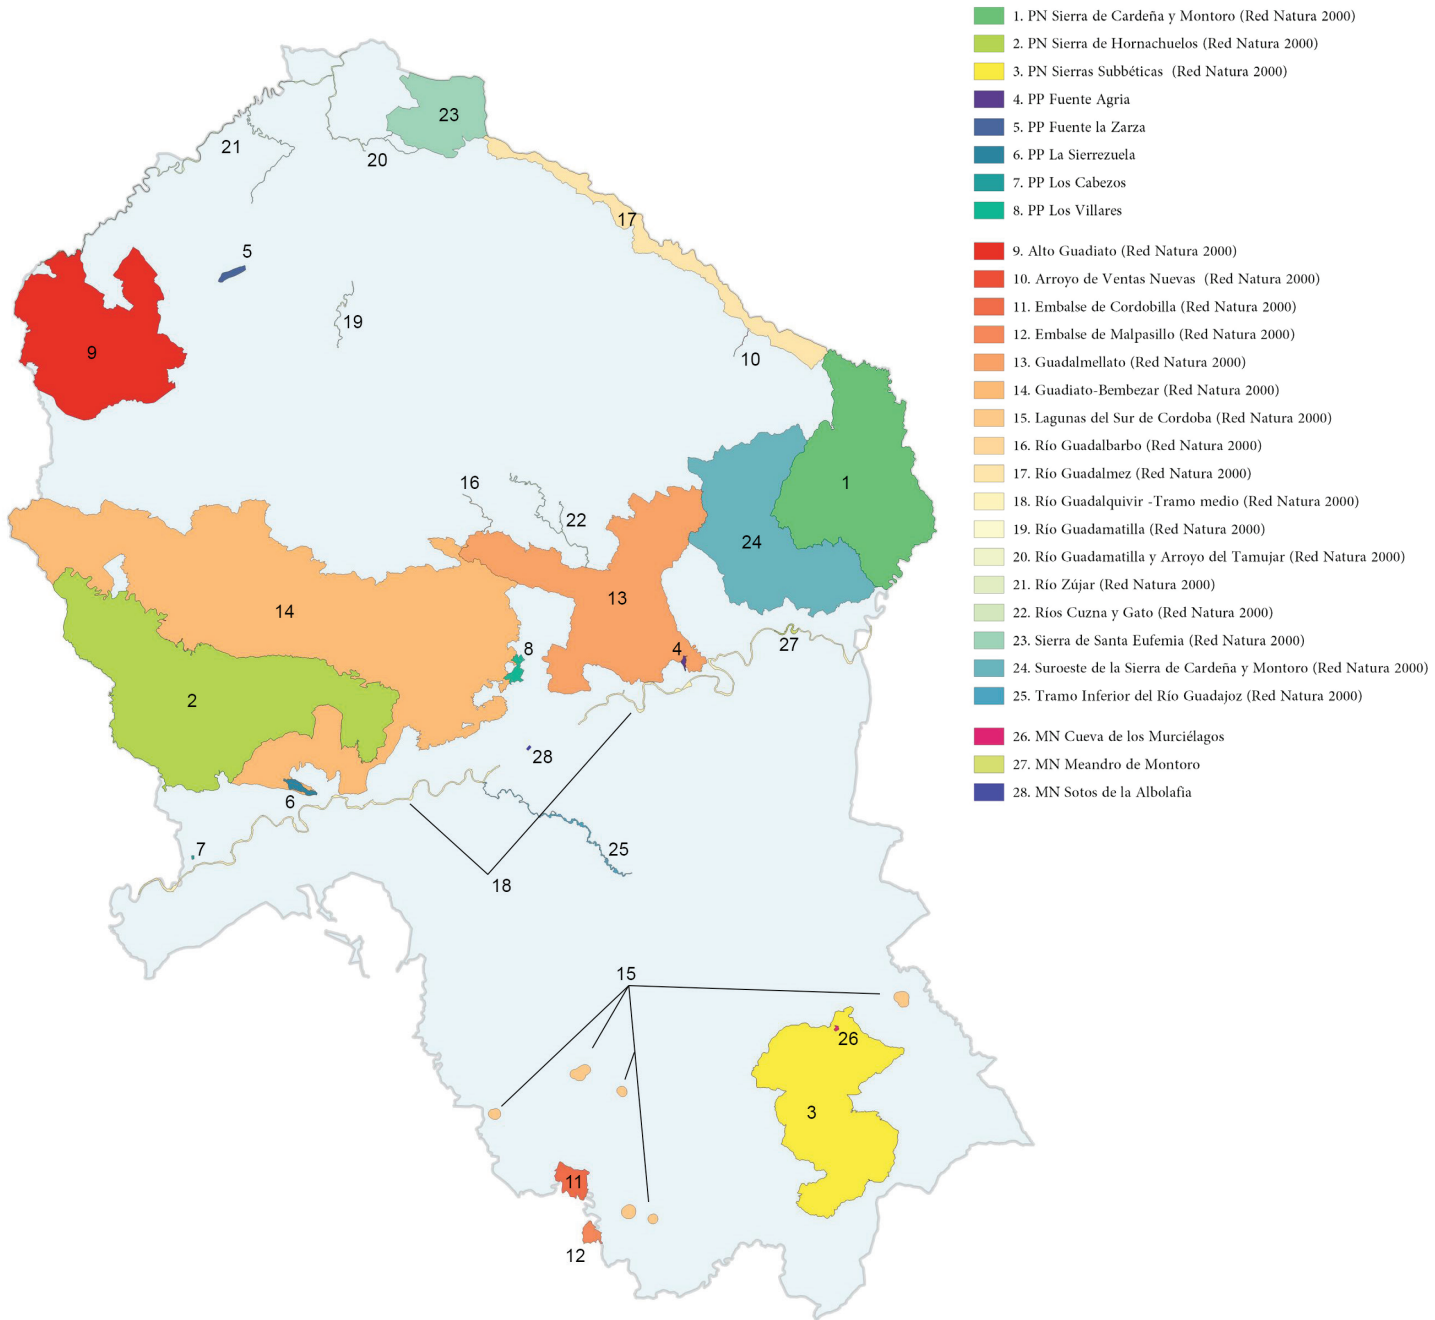 1. PN Sierra de Cardeña y Montoro (Red Natura 2000)
2. PN Sierra de Hornachuelos (Red Natura 2000)
3. PN Sierras Subbéticas (Red Natura 2000)
4. PP Fuente Agria
5. PP Fuente la Zarza
6. PP La Sierrezuela
7. PP Los Cabezos
8. PP Los Villares
9. Alto Guadiato (Red Natura 2000)
10. Arroyo de Ventas Nuevas (Red Natura 2000)
11. Embalse de Cordobilla (Red Natura 2000)
12. Embalse de Malpasillo (Red Natura 2000)
13. Guadalmellato (Red Natura 2000)
14. Guadiato-Bembezar (Red Natura 2000)
15. Lagunas del Sur de Cordoba (Red Natura 2000)
16. Río Guadalbarbo (Red Natura 2000)
17. Río Guadalmez (Red Natura 2000)
18. Río Guadalquivir -Tramo medio (Red Natura 2000)
19. Río Guadamatilla (Red Natura 2000)
20. Río Guadamatilla y Arroyo del Tamujar (Red Natura 2000)
21. Río Zújar (Red Natura 2000)
22. Ríos Cuzna y Gato (Red Natura 2000)
23. Sierra de Santa Eufemia (Red Natura 2000)
24. Suroeste de la Sierra de Cardeña y Montoro (Red Natura 2000)
25. Tramo Inferior del Río Guadajoz (Red Natura 2000)
26. MN Cueva de los Murciélagos
27. MN Meandro de Montoro
28. MN Sotos de la Albolafia
23
21
20
17
5
19
9
10
16
1
22
24
13
14
27
8
4
2
28
6
7
25
18
15
26
3
11
12